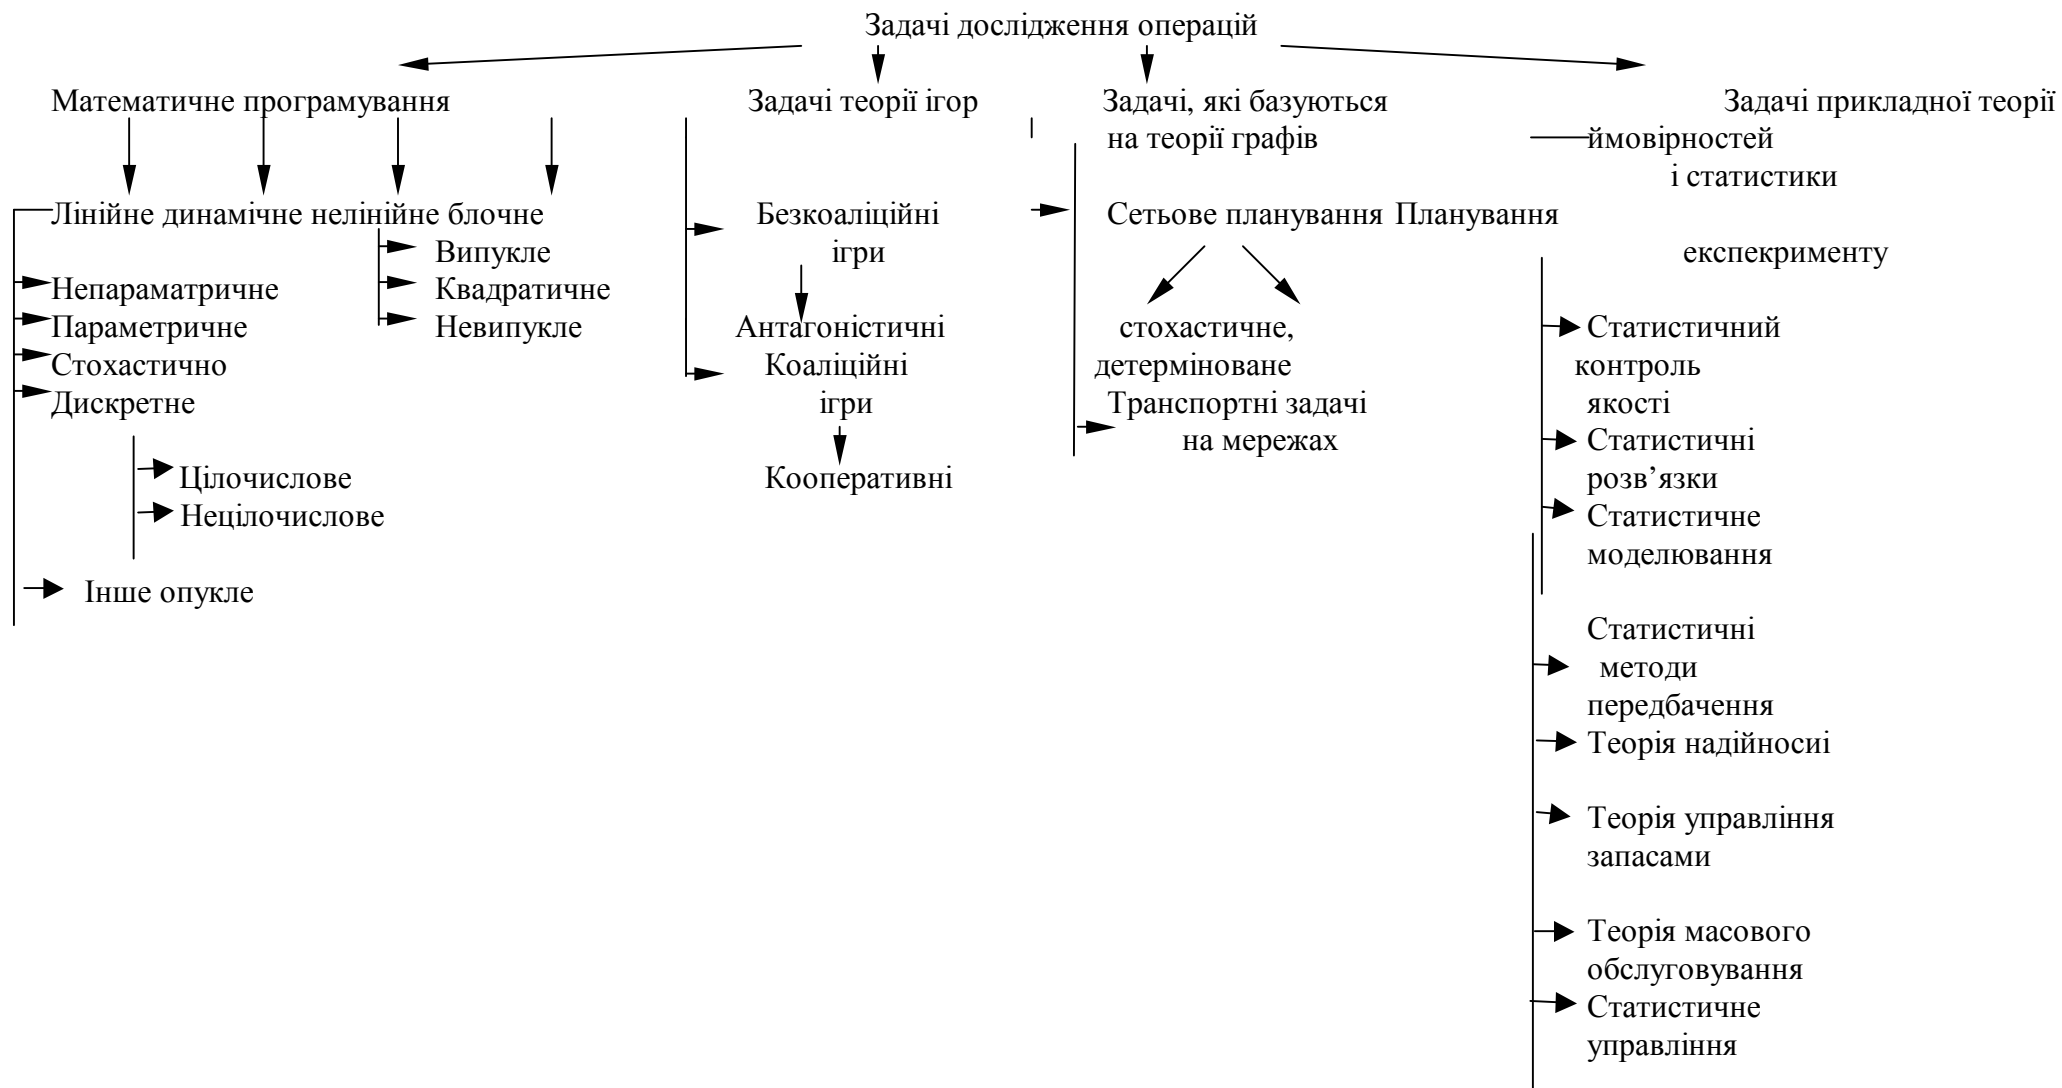 Задачі дослідження операцій
Математичне програмування
Задачі теорії ігор
Задачі, які базуються
на теорії графів
Задачі прикладної теорії
ймовірностей
і статистики
Лінійне динамічне нелінійне блочне
Випукле
Квадратичне
Невипукле
Непараматричне
Параметричне
Стохастично
Дискретне
Цілочислове
Нецілочислове
Інше опукле
Безкоаліційні
ігри
Антагоністичні
Коаліційні
ігри
Кооперативні
Сетьове планування
стохастичне,
детерміноване
Транспортні задачі
на мережах
Планування
експекрименту
Статистичний
контроль
якості
Статистичні
розв’язки
Статистичне
моделювання
Статистичні
методи
передбачення
Теорія надійносиі
Теорія управління
запасами
Теорія масового
обслуговування
Статистичне
управління